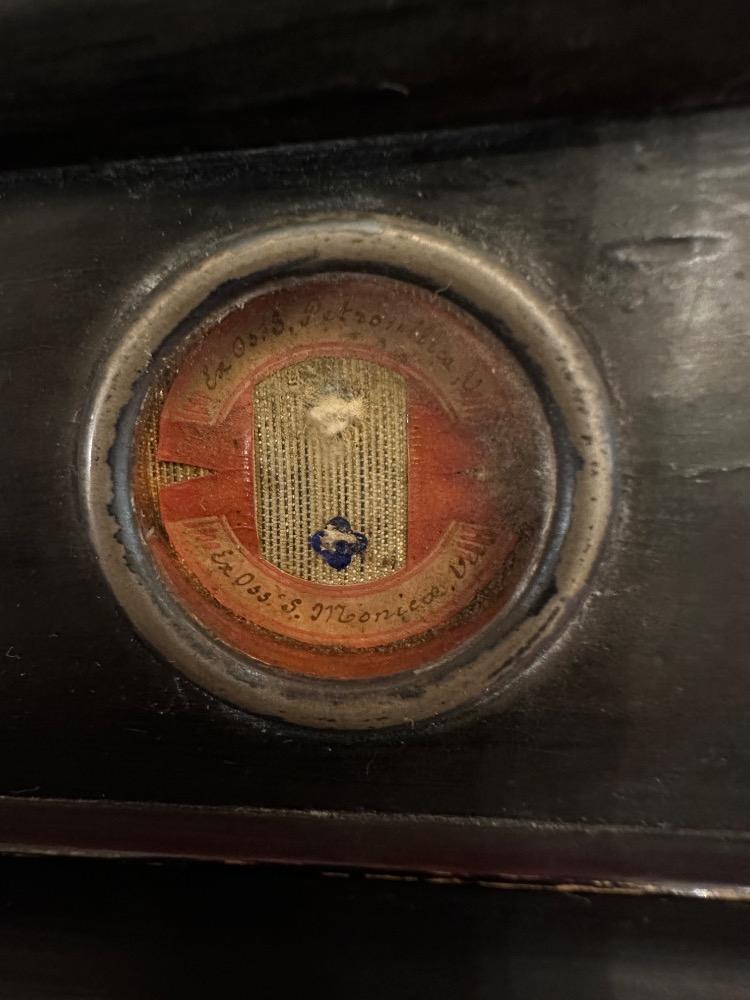 Ex Oss. S. Petronillæ, V.
Ex Oss. S. Monicæ, Vid.